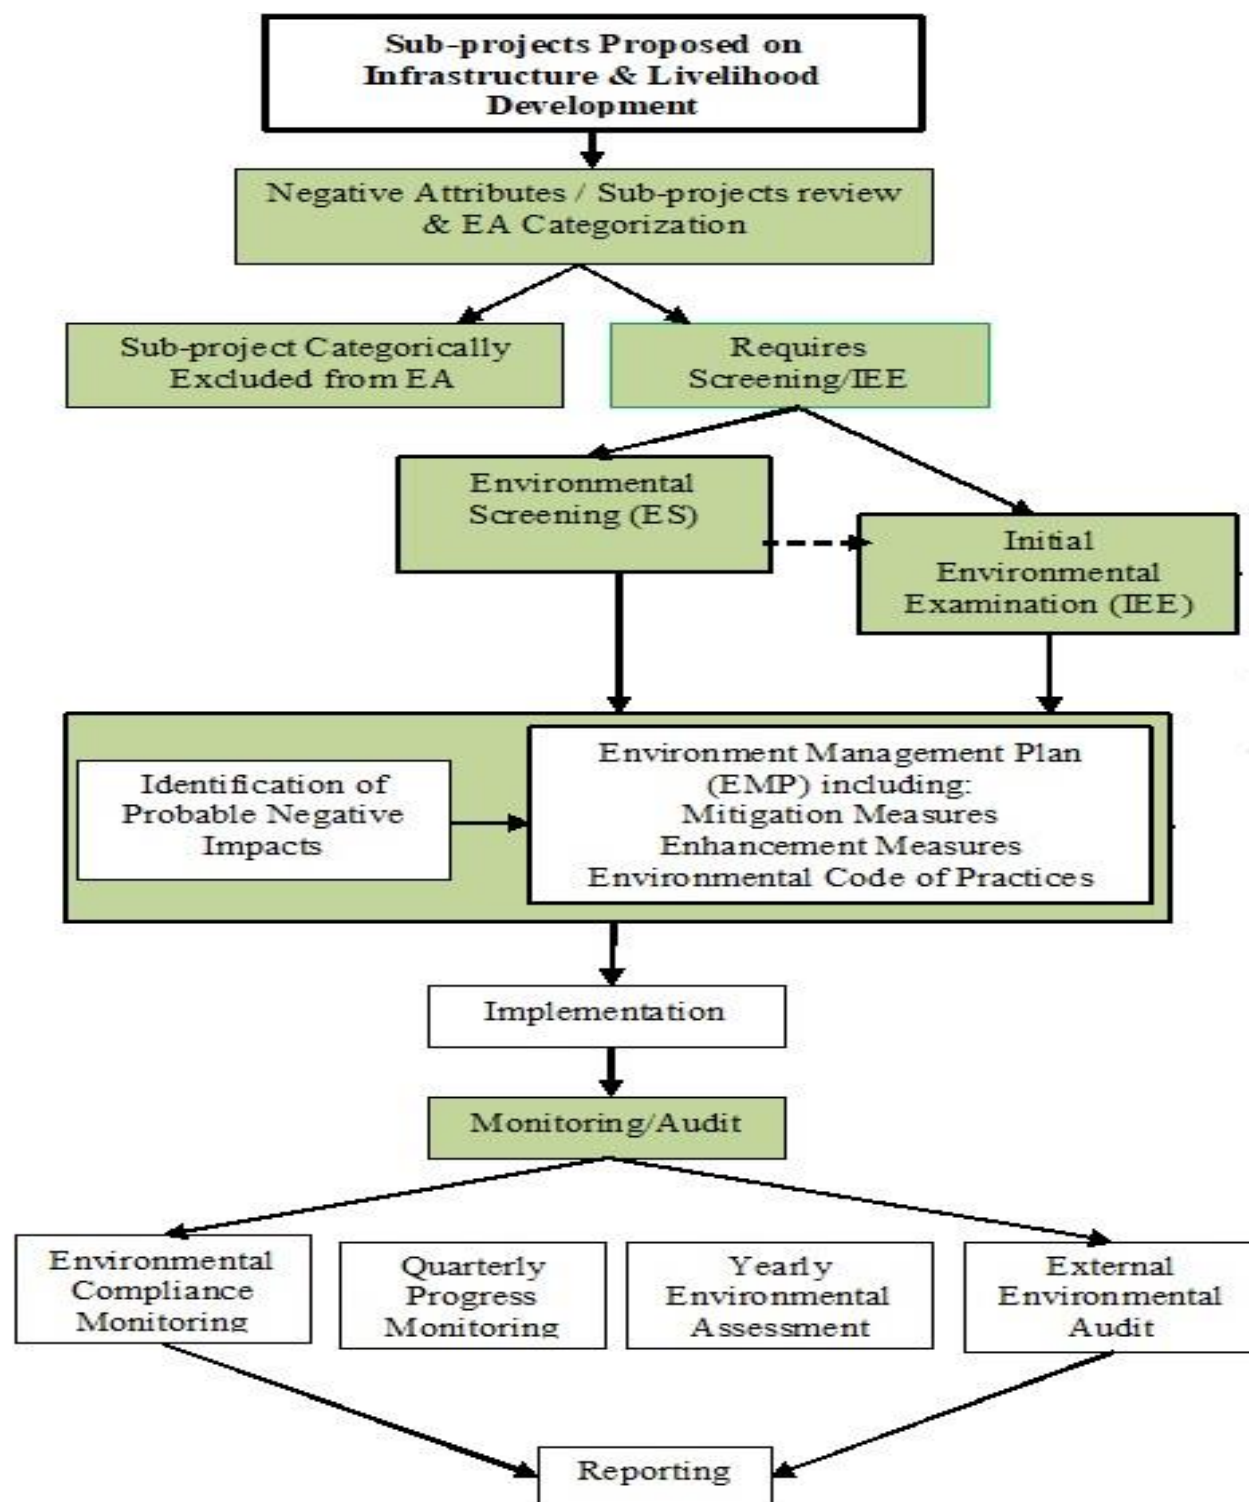 Sub-projects Proposed on
Infrastructure & Livelihood
Development
Negative Attributes / Sub-projects review
& EA Categorization
Sub-project Categorically
Excluded from EA
Requires
Screening/IEE
Environmental
Screening (ES)
Initial
Environmental
Examination (IEE)
Identification of
Probable Negative
Impacts
Environment Management Plan
(EMP) including:
Mitigation Measures
Enhancement Measures
Environmental Code of Practices
Implementation
Monitoring/Audit
Environmental
Compliance
Monitoring
Quarterly
Progress
Monitoring
Yearly
Environmental
Assessment
External
Environmental
Audit
Reporting